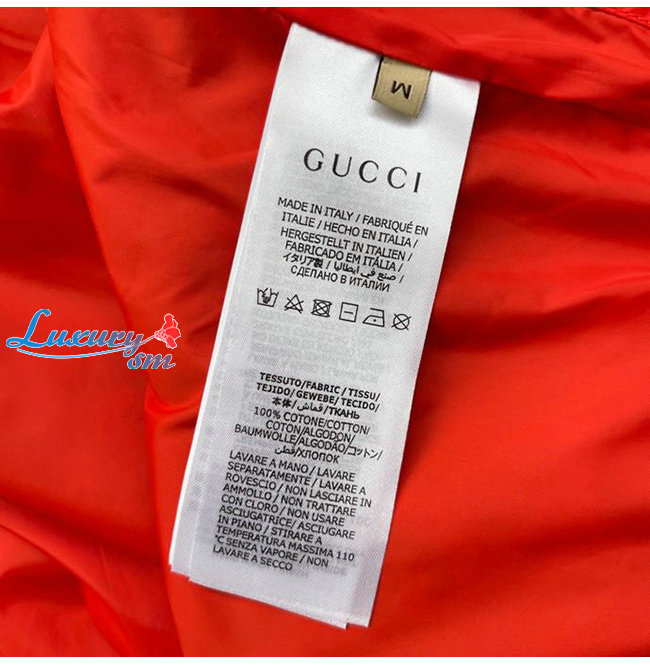 M
GUCCI
MADE IN ITALY / FABRIQUÉ EN
ITALIE / HECHO EN ITALIA /
HERGESTELLT IN ITALIEN /
FABRICADO EM ITÁLIA /
イタリア製 / صنع في ايطاليا /
СДЕЛАНО В ИТАЛИИ
Luxury
sm
TESSUTO/FABRIC/TISSU/
TEJIDO/GEWEBE/TECIDO/
本体/قماش/ТКАНЬ
100% COTONE/COTTON/
COTON/ALGODON/
BAUMWOLLE/ALGODÃO/コットン/
قطن/ХЛОПОК
LAVARE A MANO/LAVARE
SEPARATAMENTE/LAVARE
ROVESCIO/NON LASCIARE IN
AMMOLLO/NON TRATTARE
CON CLORO/NON USARE
ASCIUGATRICE/ASCIUGARE
IN PIANO/STIRARE A
TEMPERATURA MASSIMA 110
°C SENZA VAPORE/NON
LAVARE A SECCO